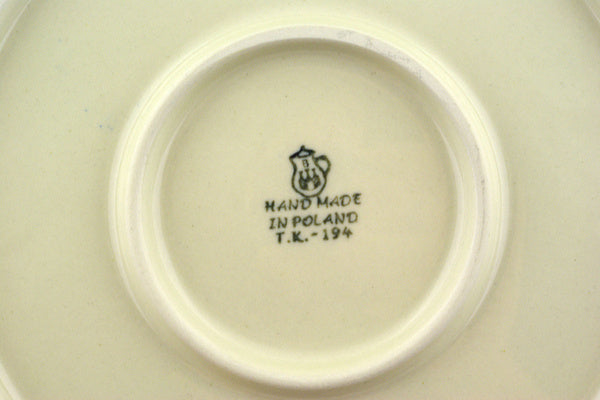 HAND MADE
IN POLAND
T.K.-194